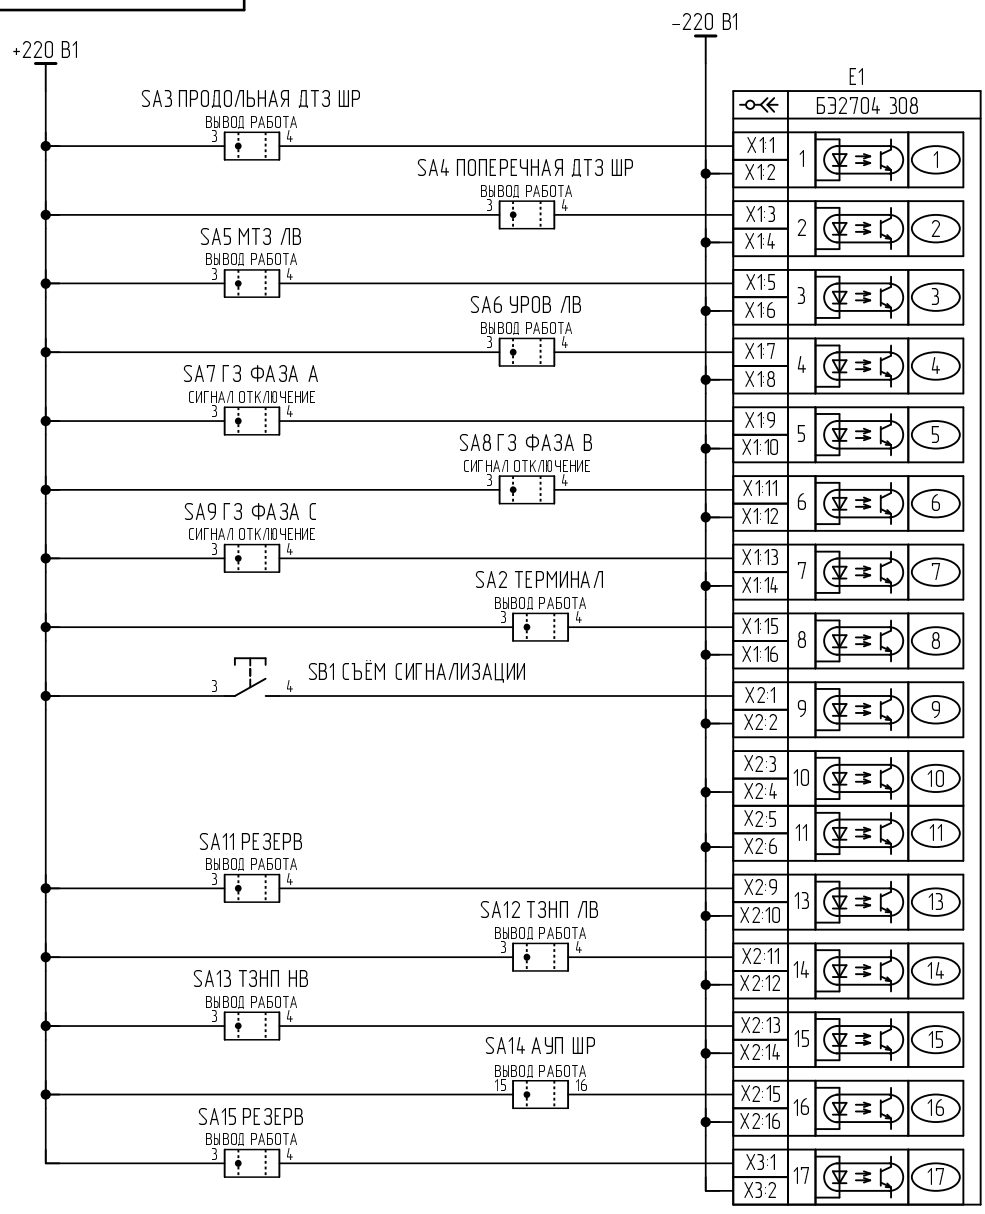 -220 В1
+220 В1
E1
БЭ2704 308
SA3 ПРОДОЛЬНАЯ ДТЗ ШР
ВЫВОД РАБОТА
3 4
X1:1
X1:2
1 1
SA4 ПОПЕРЕЧНАЯ ДТЗ ШР
ВЫВОД РАБОТА
3 4
X1:3
X1:4
2 2
SA5 МТЗ ЛВ
ВЫВОД РАБОТА
3 4
X1:5
X1:6
3 3
SA6 УРОВ ЛВ
ВЫВОД РАБОТА
3 4
X1:7
X1:8
4 4
SA7 ГЗ ФАЗА А
СИГНАЛ ОТКЛЮЧЕНИЕ
3 4
X1:9
X1:10
5 5
SA8 ГЗ ФАЗА В
СИГНАЛ ОТКЛЮЧЕНИЕ
3 4
X1:11
X1:12
6 6
SA9 ГЗ ФАЗА С
СИГНАЛ ОТКЛЮЧЕНИЕ
3 4
X1:13
X1:14
7 7
SA2 ТЕРМИНАЛ
ВЫВОД РАБОТА
3 4
X1:15
X1:16
8 8
SB1 СЪЁМ СИГНАЛИЗАЦИИ
3 4
X2:1
X2:2
9 9
X2:3
X2:4
10 10
X2:5
X2:6
11 11
SA11 РЕЗЕРВ
ВЫВОД РАБОТА
3 4
X2:9
X2:10
13 13
SA12 ТЗНП ЛВ
ВЫВОД РАБОТА
3 4
X2:11
X2:12
14 14
SA13 ТЗНП НВ
ВЫВОД РАБОТА
3 4
X2:13
X2:14
15 15
SA14 АУП ШР
ВЫВОД РАБОТА
15 16
X2:15
X2:16
16 16
SA15 РЕЗЕРВ
ВЫВОД РАБОТА
3 4
X3:1
X3:2
17 17